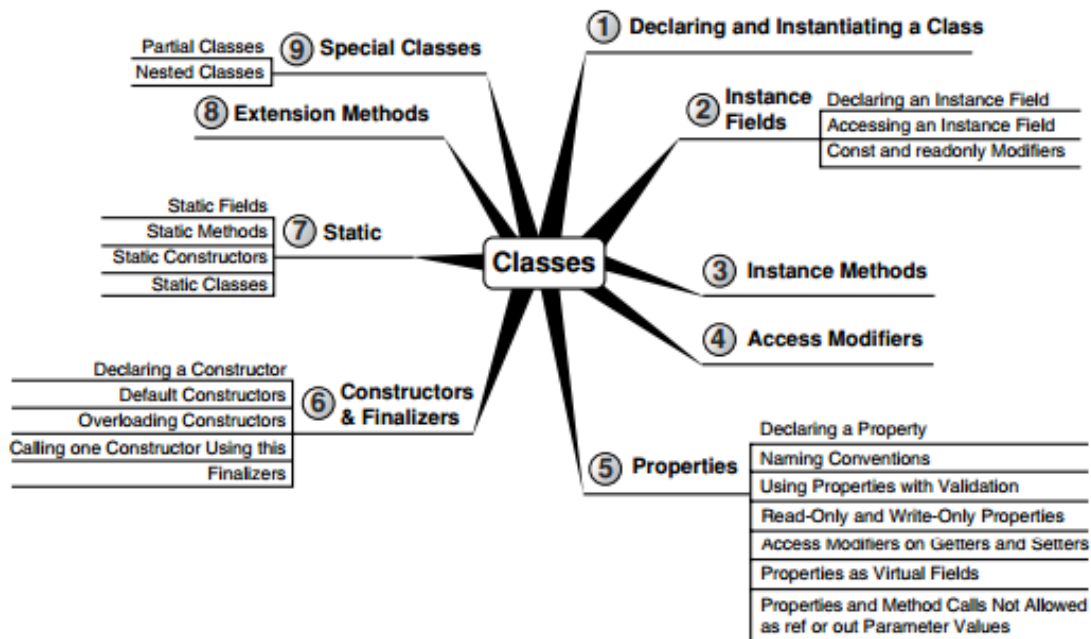 ① Declaring and Instantiating a Class
② Instance
Fields
Declaring an Instance Field
Accessing an Instance Field
Const and readonly Modifiers
③ Instance Methods
④ Access Modifiers
⑤ Properties
Declaring a Property
Naming Conventions
Using Properties with Validation
Read-Only and Write-Only Properties
Access Modifiers on Getters and Setters
Properties as Virtual Fields
Properties and Method Calls Not Allowed
as ref or out Parameter Values
⑥ Constructors
& Finalizers
Declaring a Constructor
Default Constructors
Overloading Constructors
Calling one Constructor Using this
Finalizers
⑦ Static
Static Fields
Static Methods
Static Constructors
Static Classes
⑧ Extension Methods
⑨ Special Classes
Partial Classes
Nested Classes
Classes